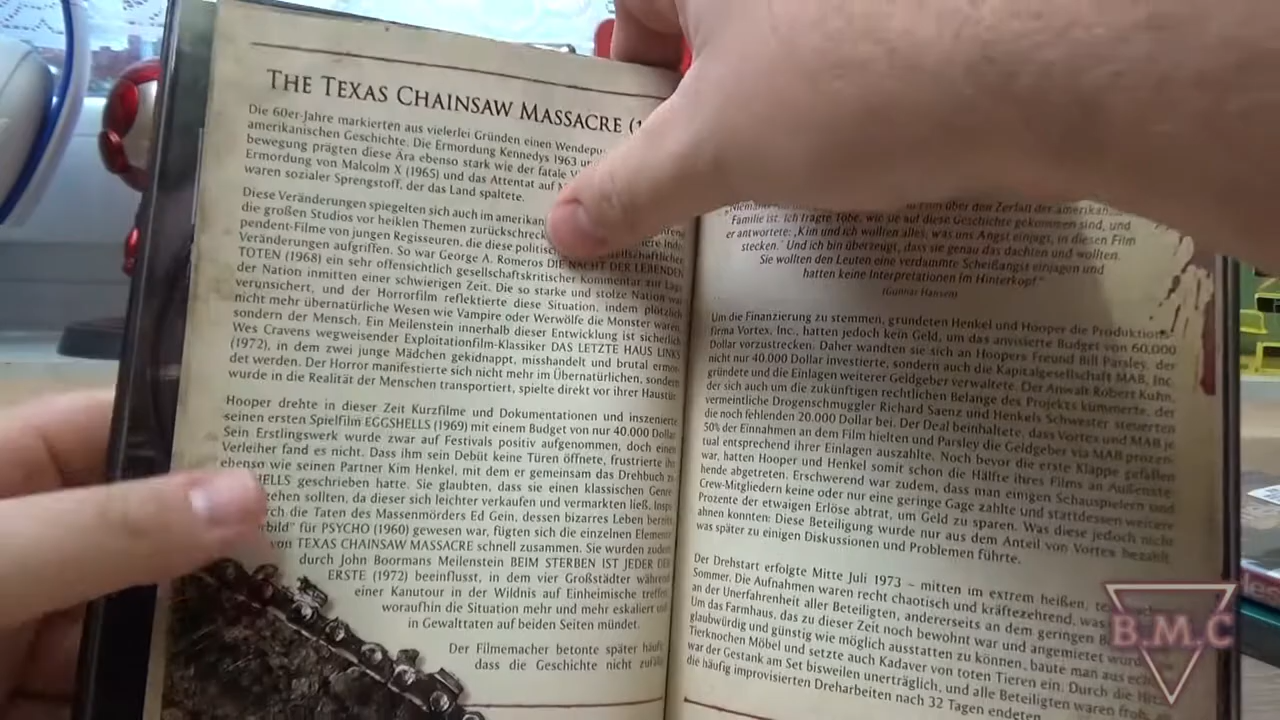 THE TEXAS CHAINSAW MASSACRE (1
Die 60er-Jahre markierten aus vielerlei Gründen einen Wendepu
amerikanischen Geschichte. Die Ermordung Kennedys 1963 u
bewegung prägten diese Ära ebenso stark wie der fatale V
Ermordung von Malcolm X (1965) und das Attentat auf
waren sozialer Sprengstoff, der das Land spaltete.
Diese Veränderungen spiegelten sich auch im amerikan
die großen Studios vor heiklen Themen zurückschreck iere Inde-
pendent-Filme von jungen Regisseuren, die diese politisc ellschaftlicher
Veränderungen aufgriffen. So war George A. Romeros DIE NACHT DER LEBENDEN
TOTEN (1968) ein sehr offensichtlich gesellschaftskritischer Kommentar zur Lage
der Nation inmitten einer schwierigen Zeit. Die so starke und stolze Nation war
verunsichert, und der Horrorfilm reflektierte diese Situation, indem plötzlich
nicht mehr übernatürliche Wesen wie Vampire oder Werwölfe die Monster waren,
sondern der Mensch. Ein Meilenstein innerhalb dieser Entwicklung ist sicherlich
Wes Cravens wegweisender Exploitationfilm-Klassiker DAS LETZTE HAUS LINKS
(1972), in dem zwei junge Mädchen gekidnappt, misshandelt und brutal ermor-
det werden. Der Horror manifestierte sich nicht mehr im Übernatürlichen, sondern
wurde in die Realität der Menschen transportiert, spielte direkt vor ihrer Haustür
Hooper drehte in dieser Zeit Kurzfilme und Dokumentationen und inszenierte
seinen ersten Spielfilm EGGSHELLS (1969) mit einem Budget von nur 40.000 Dollar
Sein Erstlingswerk wurde zwar auf Festivals positiv aufgenommen, doch einen
Verleiher fand es nicht. Dass ihm sein Debüt keine Türen öffnete, frustrierte ihn
ebenso wie seinen Partner Kim Henkel, mit dem er gemeinsam das Drehbuch zu
HELLS geschrieben hatte. Sie glaubten, dass sie einen klassischen Genre
gehen sollten, da dieser sich leichter verkaufen und vermarkten ließ. Inspi
rch die Taten des Massenmörders Ed Gein, dessen bizarres Leben bereits
rbild" für PSYCHO (1960) gewesen war, fügten sich die einzelnen Elemente
von TEXAS CHAINSAW MASSACRE schnell zusammen. Sie wurden zudem
durch John Boormans Meilenstein BEIM STERBEN IST JEDER DER
ERSTE (1972) beeinflusst, in dem vier Großstädter während
einer Kanutour in der Wildnis auf Einheimische treffen
woraufhin die Situation mehr und mehr eskaliert und
in Gewalttaten auf beiden Seiten mündet.
Der Filmemacher betonte später häuf
dass die Geschichte nicht zufäl
Film über den Zerfall der amerikan
Familie ist. Ich fragte Tobe, wie sie auf diese Geschichte gekommen sind, und
er antwortete: ‚Kim und ich wollten alles, was uns Angst einjagt, in diesen Film
stecken.' Und ich bin überzeugt, dass sie genau das dachten und wollten.
Sie wollten den Leuten eine verdammte Scheißangst einjagen und
hatten keine Interpretationen im Hinterkopf"
(Gunnar Hansen)
Um die Finanzierung zu stemmen, gründeten Henkel und Hooper die Produktions-
firma Vortex, Inc., hatten jedoch kein Geld, um das anvisierte Budget von 60.000
Dollar vorzustrecken. Daher wandten sie sich an Hoopers Freund Bill Parsley, der
nicht nur 40.000 Dollar investierte, sondern auch die Kapitalgesellschaft MAB, Inc.
gründete und die Einlagen weiterer Geldgeber verwaltete. Der Anwalt Robert Kuhn,
der sich auch um die zukünftigen rechtlichen Belange des Projekts kümmerte, der
vermeintliche Drogenschmuggler Richard Saenz und Henkels Schwester steuerten
die noch fehlenden 20.000 Dollar bei. Der Deal beinhaltete, dass Vortex und MAB je
50% der Einnahmen an dem Film hielten und Parsley die Geldgeber via MAB prozen-
tual entsprechend ihrer Einlagen auszahlte. Noch bevor die erste Klappe gefallen
war, hatten Hooper und Henkel somit schon die Hälfte ihres Films an Außenste-
hende abgetreten. Erschwerend war zudem, dass man einigen Schauspielern und
Crew-Mitgliedern keine oder nur eine geringe Gage zahlte und stattdessen weitere
Prozente der etwaigen Erlöse abtrat, um Geld zu sparen. Was diese jedoch nicht
ahnen konnten: Diese Beteiligung wurde nur aus dem Anteil von Vortex bezahlt
was später zu einigen Diskussionen und Problemen führte.
Der Drehstart erfolgte Mitte Juli 1973 – mitten im extrem heißen, te
Sommer. Die Aufnahmen waren recht chaotisch und kräftezehrend, was
an der Unerfahrenheit aller Beteiligten, andererseits an dem geringen B
Um das Farmhaus, das zu dieser Zeit noch bewohnt war und angemietet wurd
glaubwürdig und günstig wie möglich ausstatten zu können, baute man aus ech
Tierknochen Möbel und setzte auch Kadaver von toten Tieren ein. Durch die Hit
war der Gestank am Set bisweilen unerträglich, und alle Beteiligten waren froh
die häufig improvisierten Dreharbeiten nach 32 Tagen endeten
B.M.C